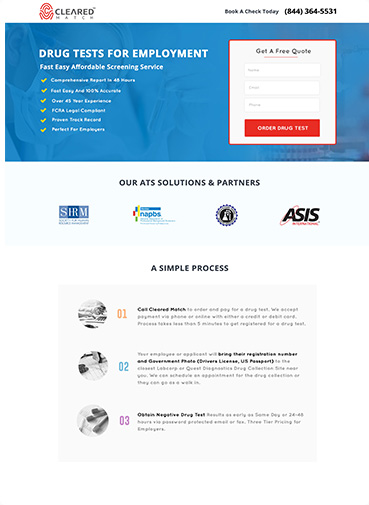 CLEARED
MATCH
Book A Check Today (844) 364-5531
DRUG TESTS FOR EMPLOYMENT
Fast Easy Affordable Screening Service
Comprehensive Report In 48 Hours
Fast Easy And 100% Accurate
Over 45 Year Experience
FCRA Legal Compliant
Proven Track Record
Perfect For Employers
Get A Free Quote
Name
Email
Phone
ORDER DRUG TEST
OUR ATS SOLUTIONS & PARTNERS
napbs
ASIS
INTERNATIONAL
A SIMPLE PROCESS
01
Call Cleared Match to order and pay for a drug test. We accept
payment via phone or online with either a credit or debit card.
Process takes less than 5 minutes to get registered for a drug test.
02
Your employee or applicant will bring their registration number
and Government Photo (Drivers License, US Passport) to the
closest Labcorp or Quest Diagnostics Drug Collection Site near
you. We can schedule an appointment for the drug collection or
they can go as a walk in.
03
Obtain Negative Drug Test Results as early as Same Day or 24-48
hours via password protected email or fax. Three Tier Pricing for
Employers.